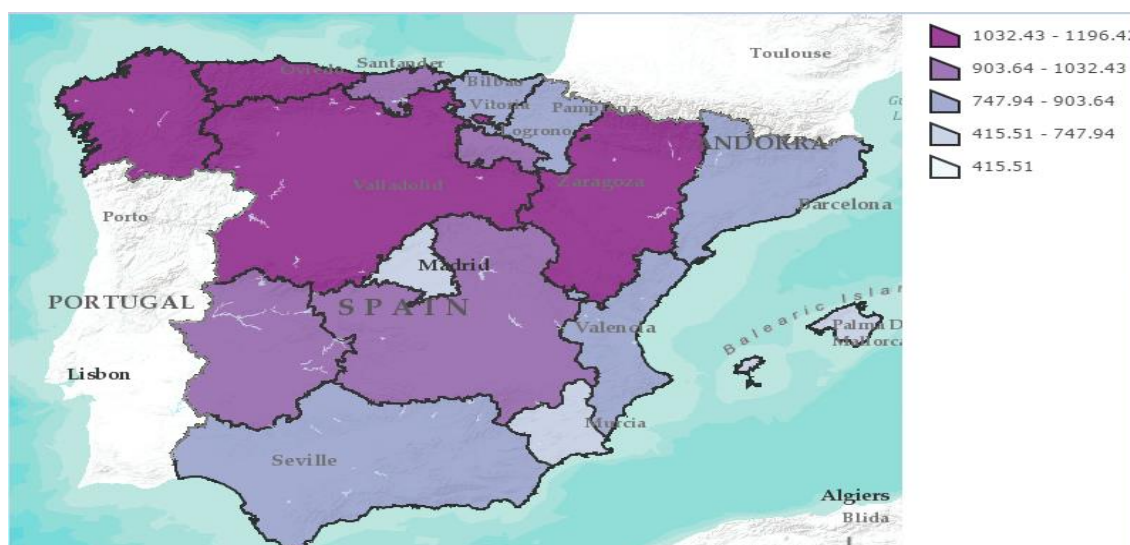 Toulouse
Santander
Oviedo
Bilbao
Vitoria
Pamplona
Logrono
ANDORRA
Valladolid
Zaragoza
Barcelona
Porto
Madrid
PORTUGAL
SPAIN
Valencia
Balearic Islan
Palma D
Mallorca
Lisbon
Murcia
Seville
Algiers
Blida
1032.43 - 1196.42
903.64 - 1032.43
747.94 - 903.64
415.51 - 747.94
415.51